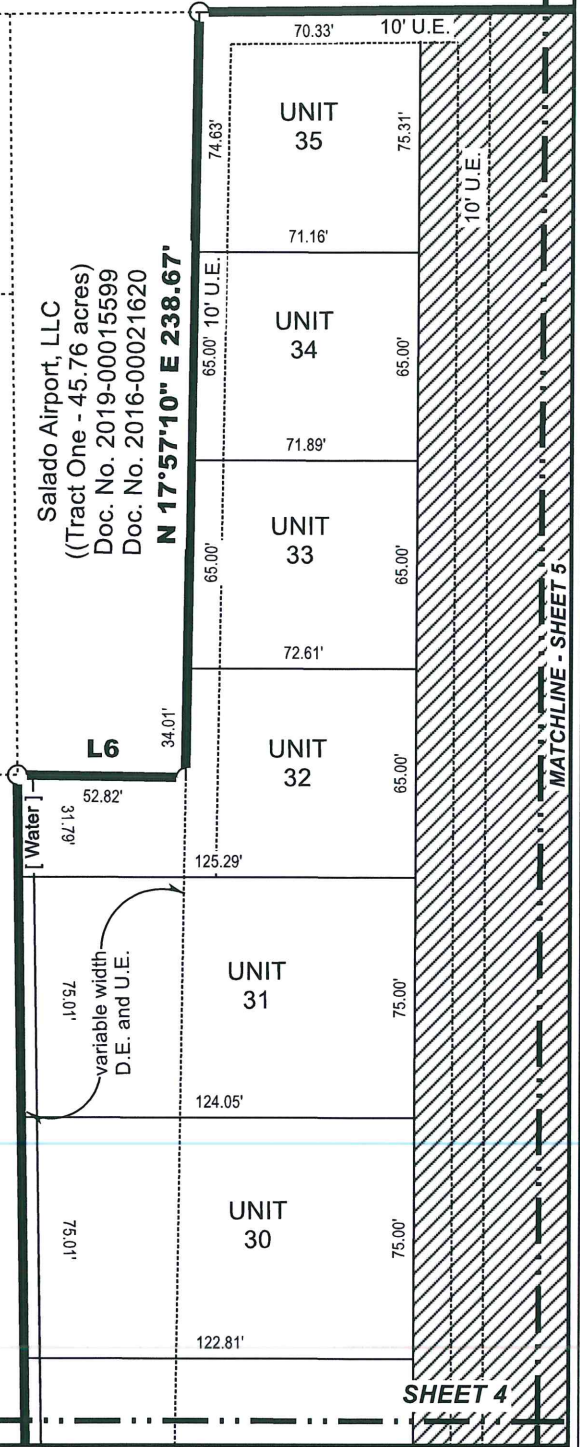 70.33'
10' U.E.
UNIT
35
74.63'
75.31'
10' U.E.
71.16'
Salado Airport, LLC
((Tract One - 45.76 acres)
Doc. No. 2019-00015599
Doc. No. 2016-00021620
N 17°57'10" E 238.67'
10' U.E.
65.00'
UNIT
34
65.00'
71.89'
65.00'
UNIT
33
65.00'
72.61'
MATCHLINE - SHEET 5
L6
34.01'
UNIT
32
65.00'
52.82'
31.79'
[ Water ]
125.29'
variable width
D.E. and U.E.
75.01'
UNIT
31
75.00'
124.05'
75.01'
UNIT
30
75.00'
122.81'
SHEET 4